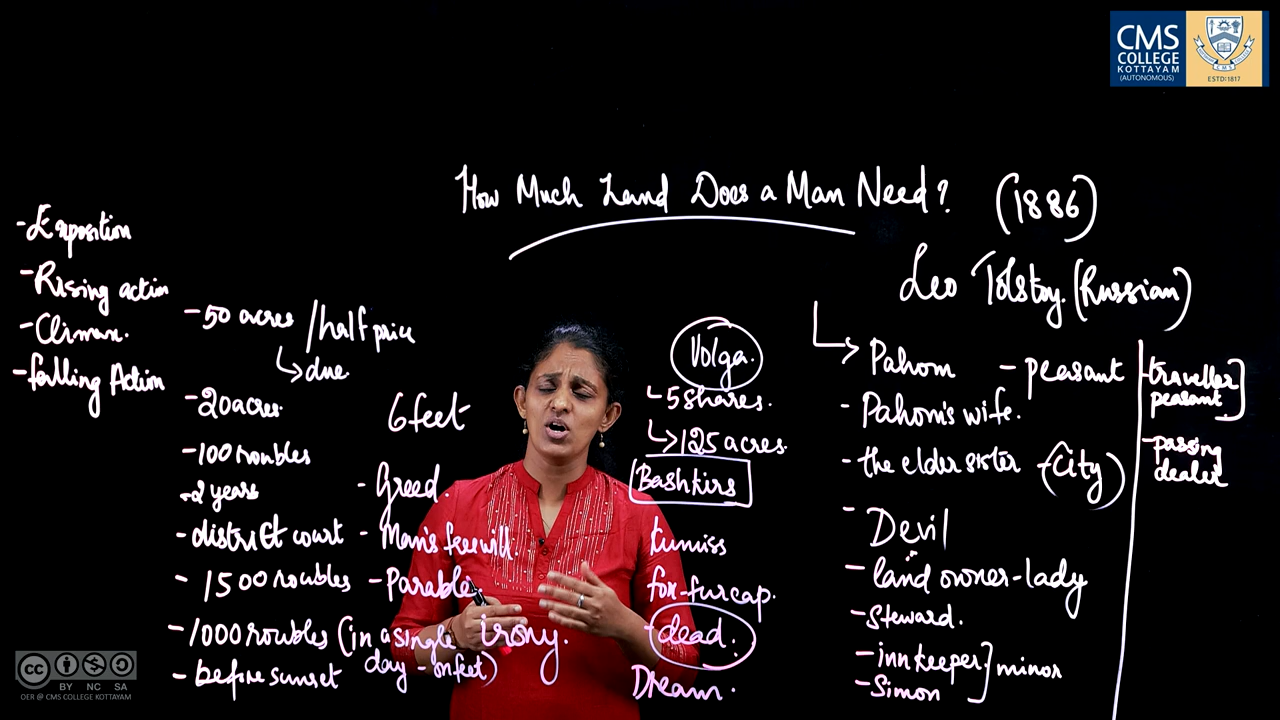 CMS
COLLEGE
KOTTAYAM
(AUTONOMOUS)
CMS
ESTD:1817
How Much Land Does a Man Need? (1886)
Leo Tolstoy. (Russian)
-Exposition
-Rising action
-Climax.
-falling Action
-50 acres /half price
due
-20 acres.
-100 roubles
-2 years
-district court
- 1500 roubles
-1000 roubles (in a single day - on feet)
- before sunset
6 feet
- Greed.
- Man's free will.
- Parable.
irony.
Volga.
5 shares.
125 acres.
Bashkirs
kumiss
fox-fur cap.
-dead.
Dream.
Pahom - peasant
- Pahom's wife.
- the elder sister - (City)
- Devil
- land owner-lady
-Steward.
- inn keeper
- Simon
minor
-traveller
peasant
-passing
dealer
cc BY NC SA
OER @ CMS COLLEGE KOTTAYAM